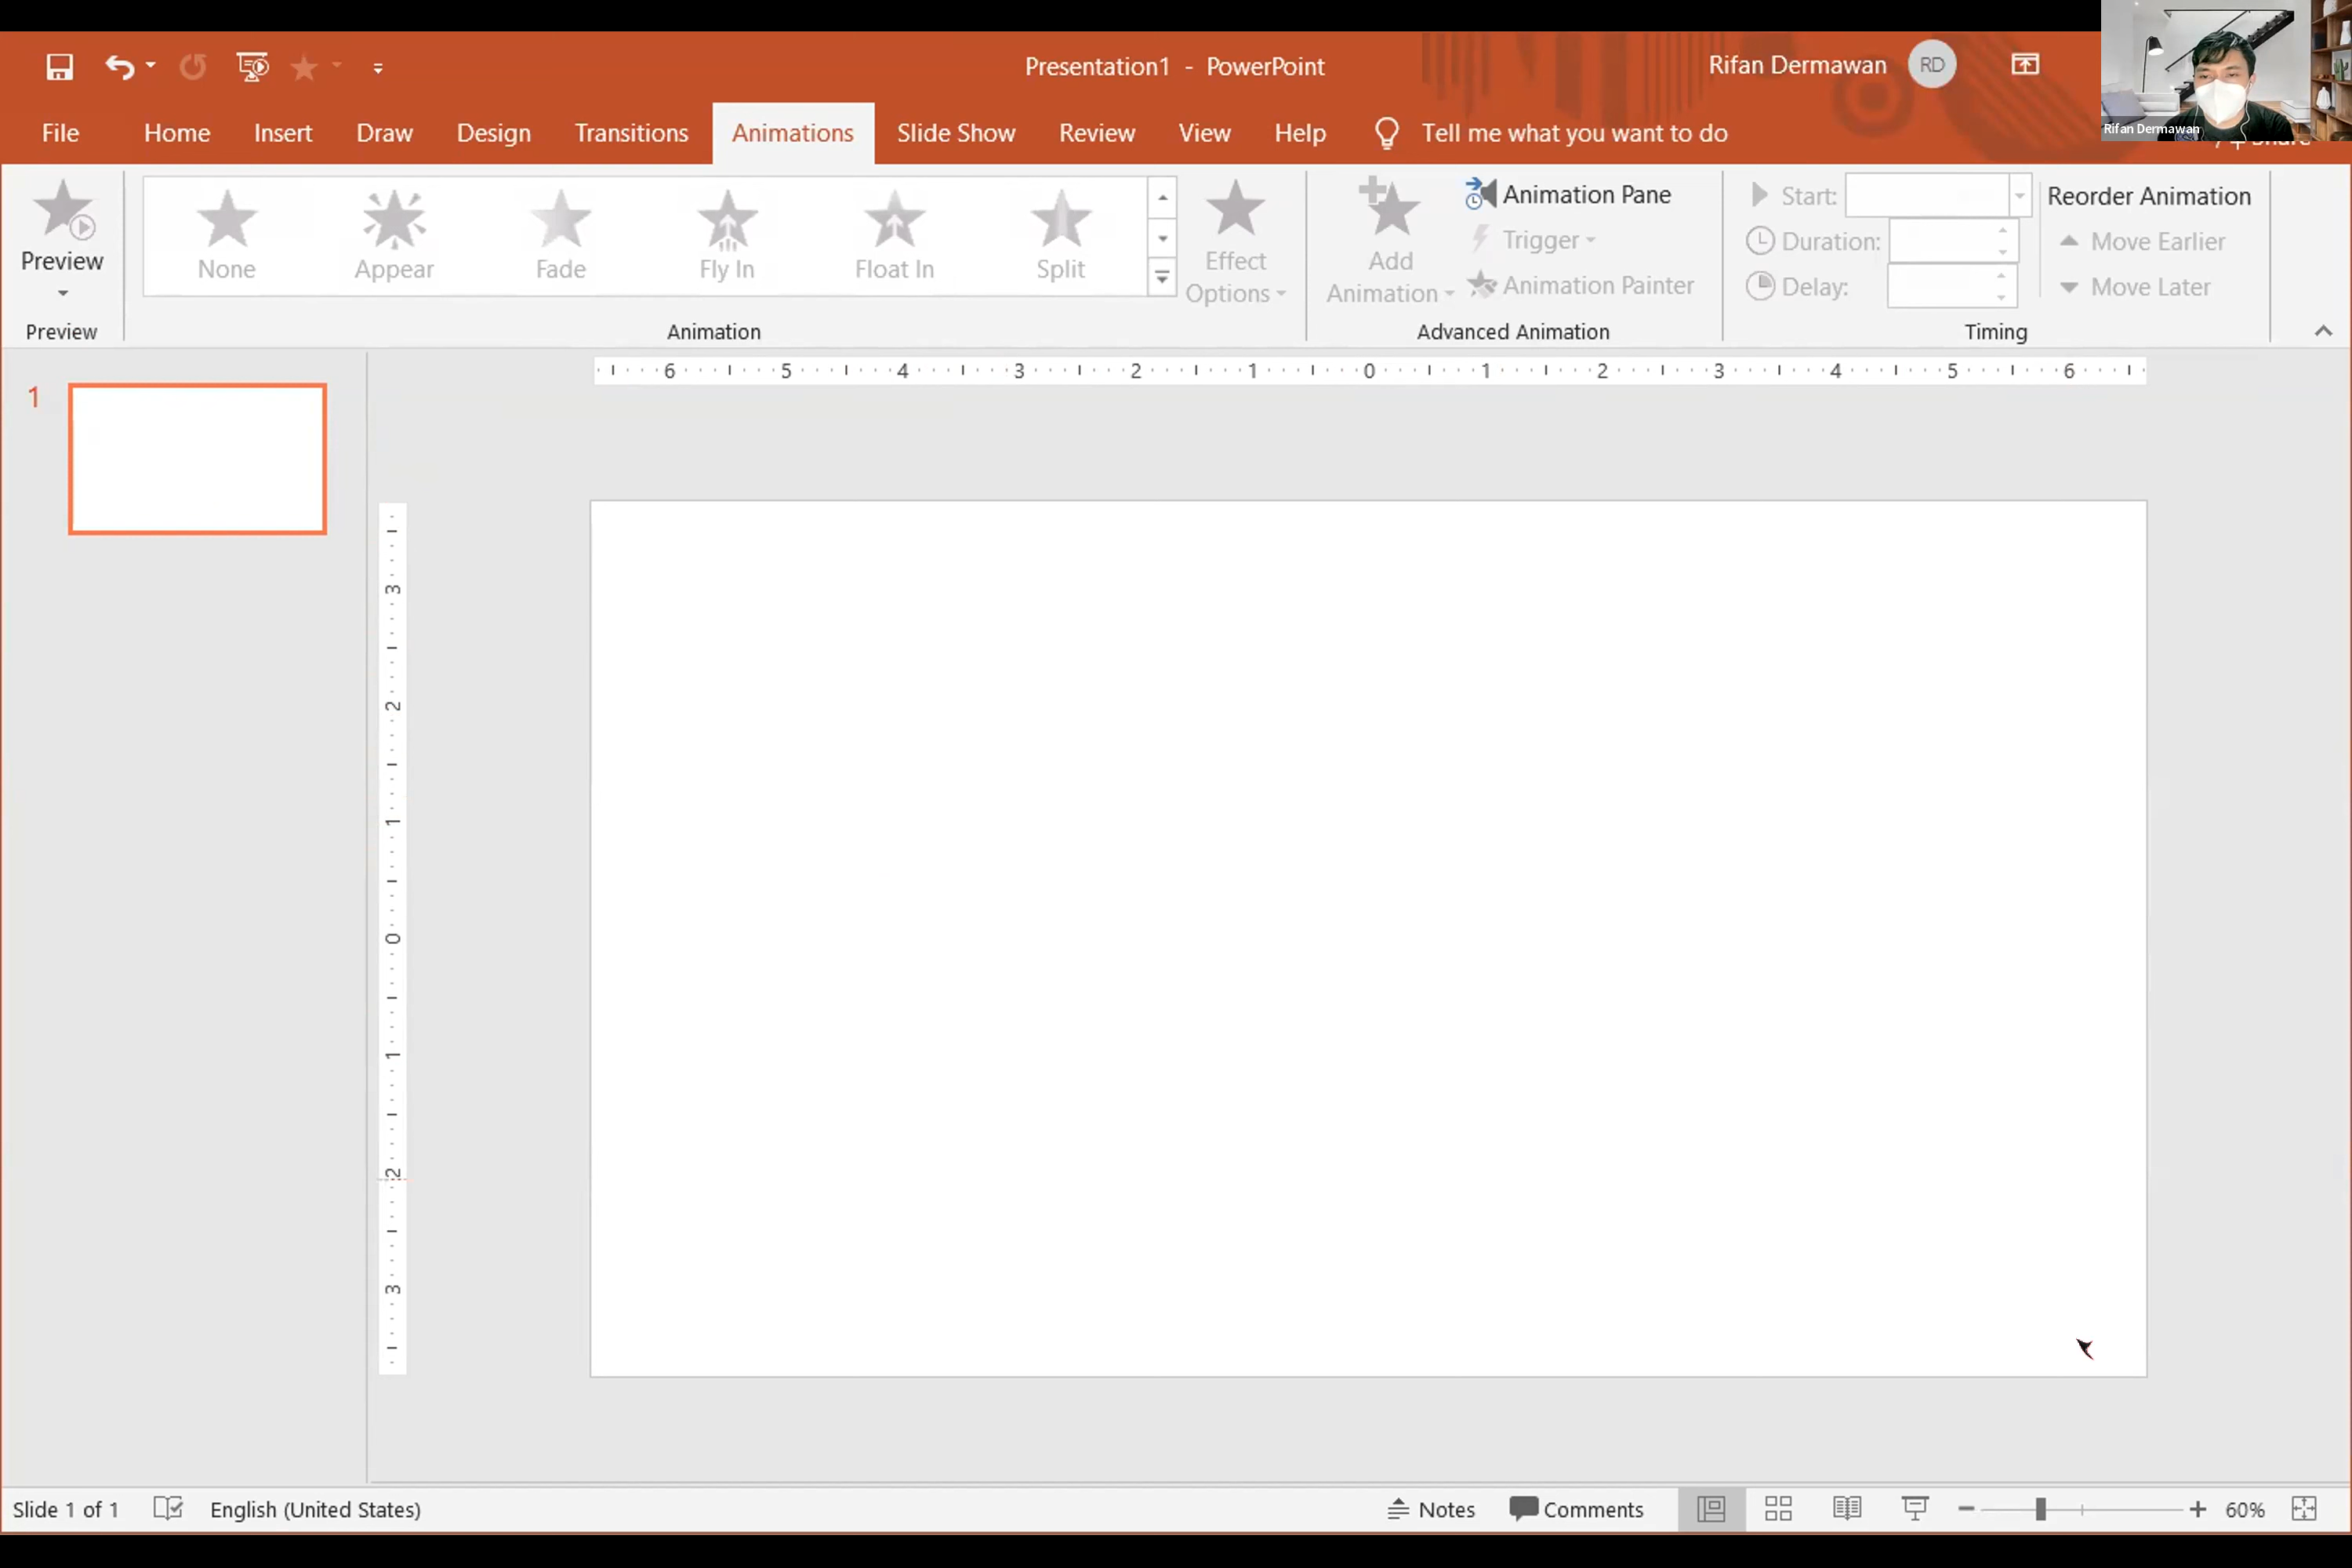 Presentation1 - PowerPoint
Rifan Dermawan RD
Rifan Dermawan
File Home Insert Draw Design Transitions Animations Slide Show Review View Help Tell me what you want to do
Preview
Preview
None Appear Fade Fly In Float In Split
Animation
Effect
Options
Add
Animation
Animation Pane
Trigger
Animation Painter
Advanced Animation
Start:
Duration:
Delay:
Reorder Animation
Move Earlier
Move Later
Timing
6 5 4 3 2 1 0 1 2 3 4 5 6
1
3
2
1
0
1
2
3
Slide 1 of 1 English (United States) Notes Comments 60%